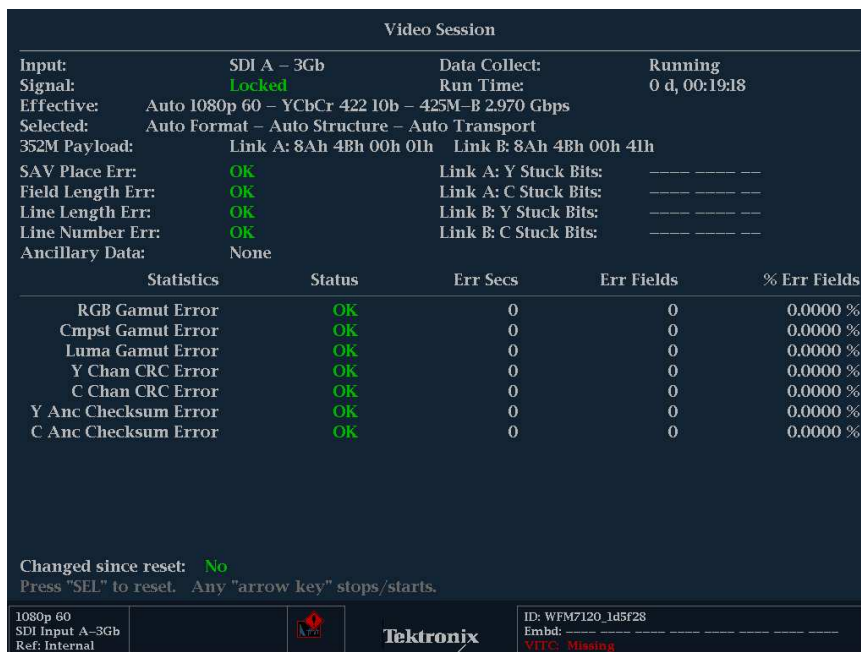 Video Session
Input: SDI A – 3Gb Data Collect: Running
Signal: Locked Run Time: 0 d, 00:19:18
Effective: Auto 1080p 60 – YCbCr 422 10b – 425M–B 2.970 Gbps
Selected: Auto Format – Auto Structure – Auto Transport
352M Payload: Link A: 8Ah 4Bh 00h 01h Link B: 8Ah 4Bh 00h 41h
SAV Place Err: OK Link A: Y Stuck Bits: –––– –––– ––
Field Length Err: OK Link A: C Stuck Bits: –––– –––– ––
Line Length Err: OK Link B: Y Stuck Bits: –––– –––– ––
Line Number Err: OK Link B: C Stuck Bits: –––– –––– ––
Ancillary Data: None
Statistics Status Err Secs Err Fields % Err Fields
RGB Gamut Error OK 0 0 0.0000 %
Cmpst Gamut Error OK 0 0 0.0000 %
Luma Gamut Error OK 0 0 0.0000 %
Y Chan CRC Error OK 0 0 0.0000 %
C Chan CRC Error OK 0 0 0.0000 %
Y Anc Checksum Error OK 0 0 0.0000 %
C Anc Checksum Error OK 0 0 0.0000 %
Changed since reset: No
Press "SEL" to reset. Any "arrow key" stops/starts.
1080p 60
SDI Input A–3Gb
Ref: Internal
Tektronix
ID: WFM7120_1d5f28
Embd: –––– –––– –––– –––– –––– –––– –––– ––––
VITC: Missing